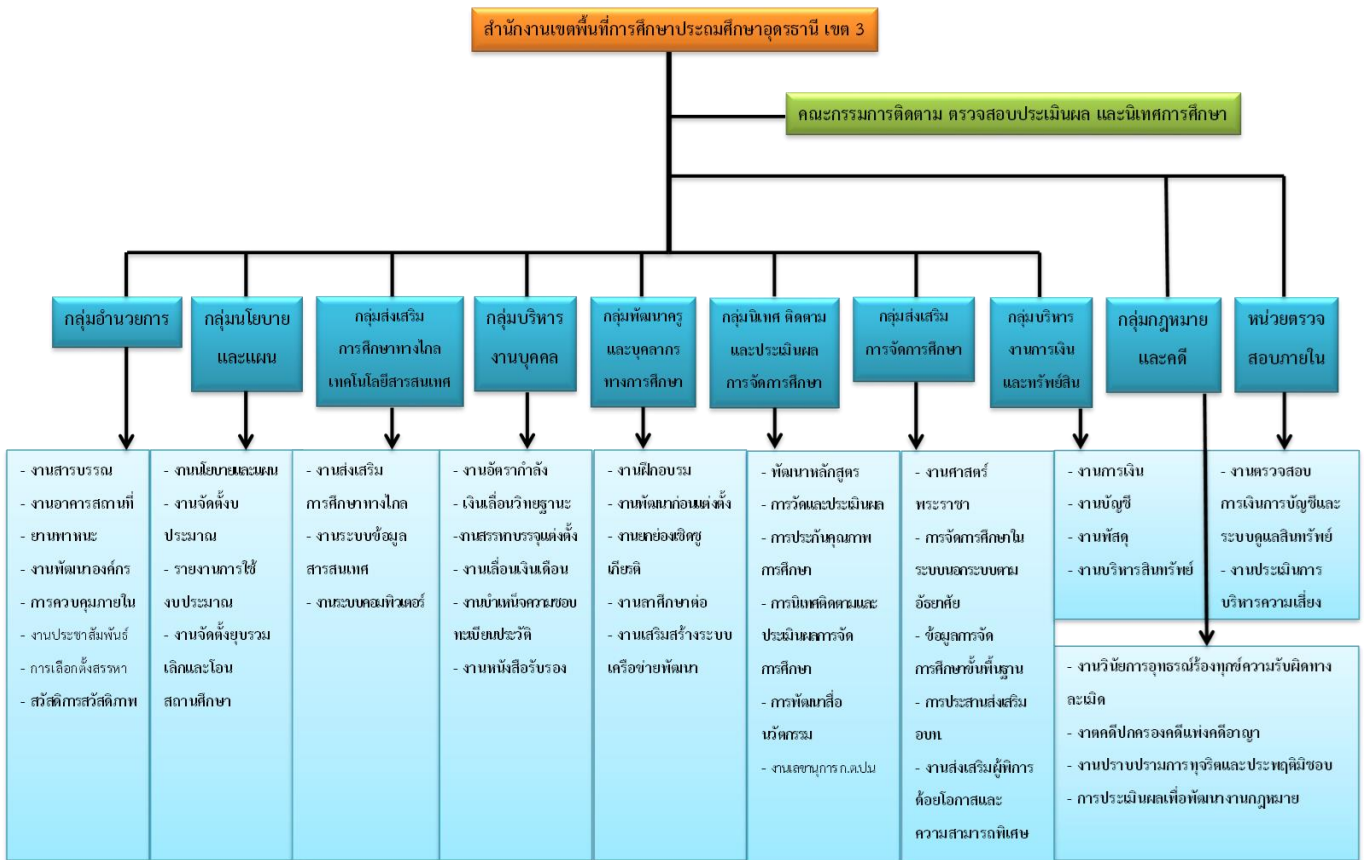 สำนักงานเขตพื้นที่การศึกษาประถมศึกษาอุดรธานี เขต 3
คณะกรรมการติดตาม ตรวจสอบประเมินผล และนิเทศการศึกษา
กลุ่มอำนวยการ
กลุ่มนโยบาย
และแผน
กลุ่มส่งเสริม
การศึกษาทางไกล
เทคโนโลยีสารสนเทศ
กลุ่มบริหาร
งานบุคคล
กลุ่มพัฒนาครู
และบุคลากร
ทางการศึกษา
กลุ่มนิเทศ ติดตาม
และประเมินผล
การจัดการศึกษา
กลุ่มส่งเสริม
การจัดการศึกษา
กลุ่มบริหาร
งานการเงิน
และทรัพย์สิน
กลุ่มกฎหมาย
และคดี
หน่วยตรวจ
สอบภายใน
- งานสารบรรณ
- งานอาคารสถานที่
- ยานพาหนะ
- งานพัฒนาองค์กร
- การควบคุมภายใน
- งานประชาสัมพันธ์
- การเลือกตั้งสรรหา
- สวัสดิการสวัสดิภาพ
- งานนโยบายและแผน
- งานจัดตั้งงบ
ประมาณ
- รายงานการใช้
งบประมาณ
- งานจัดตั้งยุบรวม
เลิกและโอน
สถานศึกษา
- งานส่งเสริม
การศึกษาทางไกล
- งานระบบข้อมูล
สารสนเทศ
- งานระบบคอมพิวเตอร์
- งานอัตรากำลัง
- เงินเลื่อนวิทยฐานะ
-งานสรรหาบรรจุแต่งตั้ง
- งานเลื่อนเงินเดือน
- งานบำเหน็จความชอบ
ทะเบียนประวัติ
- งานหนังสือรับรอง
- งานฝึกอบรม
- งานพัฒนาก่อนแต่งตั้ง
- งานยกย่องเชิดชู
เกียรติ
- งานลาศึกษาต่อ
- งานเสริมสร้างระบบ
เครือข่ายพัฒนา
- พัฒนาหลักสูตร
- การวัดและประเมินผล
- การประกันคุณภาพ
การศึกษา
- การนิเทศติดตามและ
ประเมินผลการจัด
การศึกษา
- การพัฒนาสื่อ
นวัตกรรม
- งานเลขานุการ ก.ต.ป.น
- งานศาสตร์
พระราชา
- การจัดการศึกษาใน
ระบบนอกระบบตาม
อัธยาศัย
- ข้อมูลการจัด
การศึกษาขั้นพื้นฐาน
- การประสานส่งเสริม
อปท.
- งานส่งเสริมผู้พิการ
ด้อยโอกาสและ
ความสามารถพิเศษ
- งานการเงิน
- งานบัญชี
- งานพัสดุ
- งานบริหารสินทรัพย์
- งานวินัยการอุทธรณ์ร้องทุกข์ความรับผิดทาง
ละเมิด
- งาตคดีปกครองคดีแพ่งคดีอาญา
- งานปราบปรามการทุจริตและประพฤติมิชอบ
- การประเมินผลเพื่อพัฒนางานกฎหมาย
- งานตรวจสอบ
การเงินการบัญชีและ
ระบบดูแลสินทรัพย์
- งานประเมินการ
บริหารความเสี่ยง